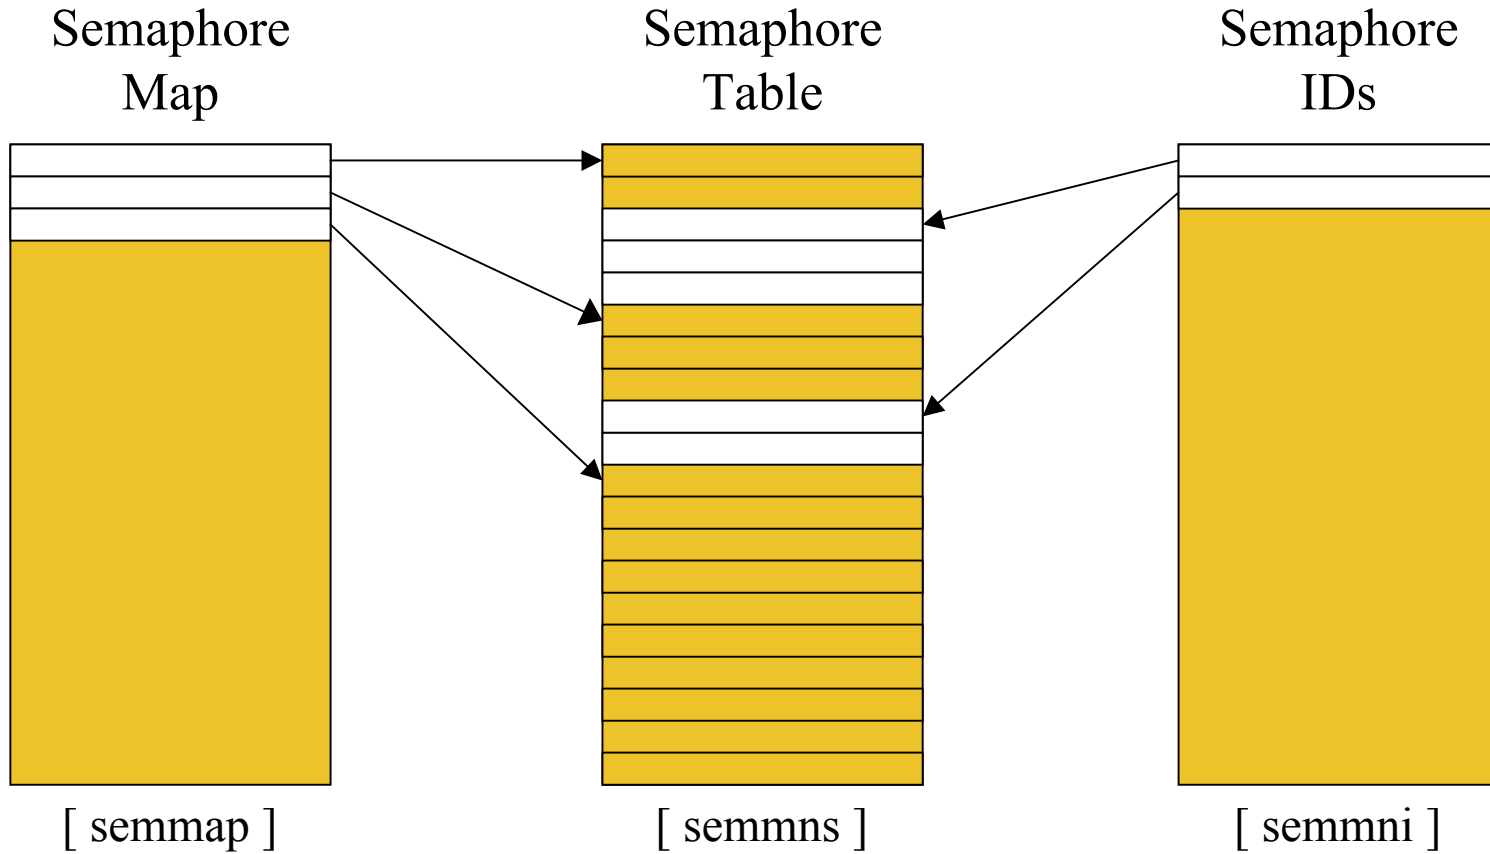 Semaphore
Map
Semaphore
Table
Semaphore
IDs
[ semmap ]
[ semmns ]
[ semmni ]